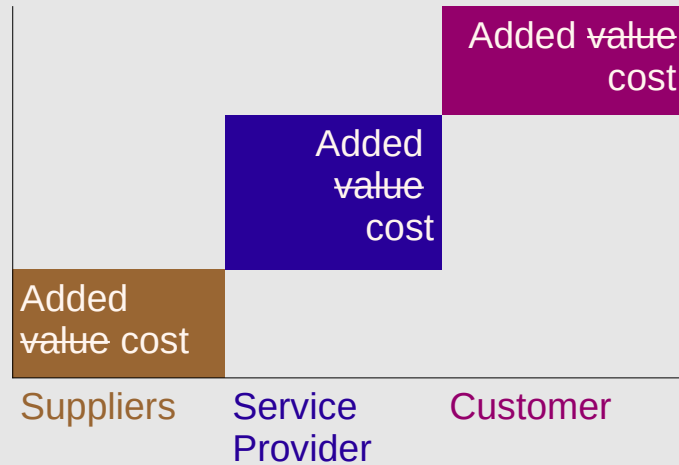 Added value
cost
Added
value
cost
Added
value cost
Suppliers
Service
Provider
Customer